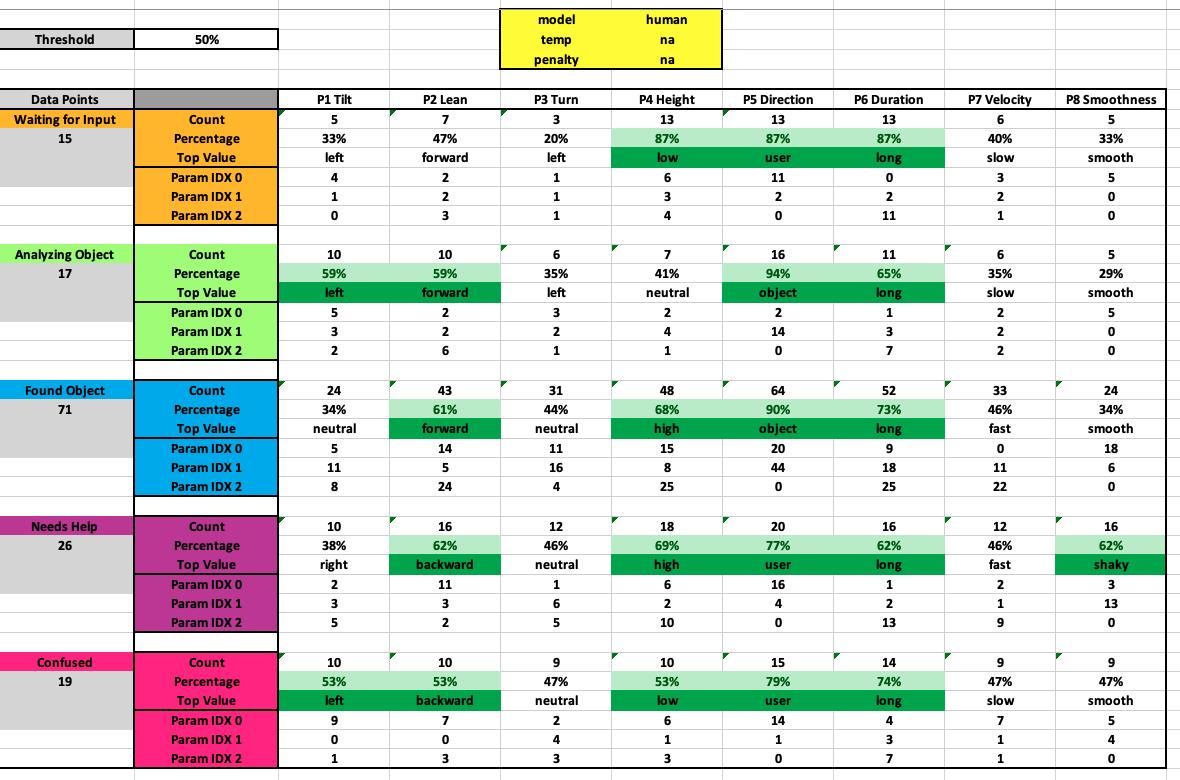 model human
Threshold 50% temp na
penalty na
Data Points P1 Tilt P2 Lean P3 Turn P4 Height P5 Direction P6 Duration P7 Velocity P8 Smoothness
Waiting for Input Count 5 7 3 13 13 13 6 5
15 Percentage 33% 47% 20% 87% 87% 87% 40% 33%
Top Value left forward left low user long slow smooth
Param IDX 0 4 2 1 6 11 0 3 5
Param IDX 1 1 2 1 3 2 2 2 0
Param IDX 2 0 3 1 4 0 11 1 0
Analyzing Object Count 10 10 6 7 16 11 6 5
17 Percentage 59% 59% 35% 41% 94% 65% 35% 29%
Top Value left forward left neutral object long slow smooth
Param IDX 0 5 2 3 2 2 1 2 5
Param IDX 1 3 2 2 4 14 3 2 0
Param IDX 2 2 6 1 1 0 7 2 0
Found Object Count 24 43 31 48 64 52 33 24
71 Percentage 34% 61% 44% 68% 90% 73% 46% 34%
Top Value neutral forward neutral high object long fast smooth
Param IDX 0 5 14 11 15 20 9 0 18
Param IDX 1 11 5 16 8 44 18 11 6
Param IDX 2 8 24 4 25 0 25 22 0
Needs Help Count 10 16 12 18 20 16 12 16
26 Percentage 38% 62% 46% 69% 77% 62% 46% 62%
Top Value right backward neutral high user long fast shaky
Param IDX 0 2 11 1 6 16 1 2 3
Param IDX 1 3 3 6 2 4 2 1 13
Param IDX 2 5 2 5 10 0 13 9 0
Confused Count 10 10 9 10 15 14 9 9
19 Percentage 53% 53% 47% 53% 79% 74% 47% 47%
Top Value left backward neutral low user long slow smooth
Param IDX 0 9 7 2 6 14 4 7 5
Param IDX 1 0 0 4 1 1 3 1 4
Param IDX 2 1 3 3 3 0 7 1 0